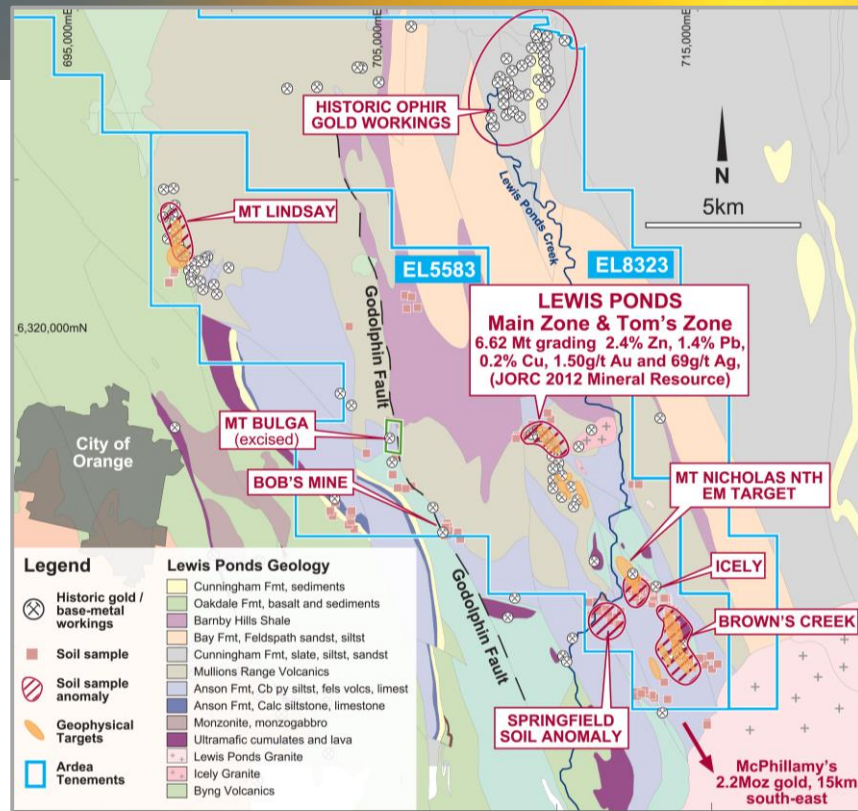 695,000mE
705,000mE
715,000mE
HISTORIC OPHIR
GOLD WORKINGS
N
5km
Lewis Ponds Creek
MT LINDSAY
EL5583
EL8323
6,320,000mN
Godolphin Fault
LEWIS PONDS
Main Zone & Tom's Zone
6.62 Mt grading 2.4% Zn, 1.4% Pb,
0.2% Cu, 1.50g/t Au and 69g/t Ag,
(JORC 2012 Mineral Resource)
City of
Orange
MT BULGA
(excised)
BOB'S MINE
MT NICHOLAS NTH
EM TARGET
ICELY
BROWN'S CREEK
Godolphin Fault
SPRINGFIELD
SOIL ANOMALY
McPhillamy's
2.2Moz gold, 15km
south-east
Legend
Historic gold /
base-metal
workings
Soil sample
Soil sample
anomaly
Geophysical
Targets
Ardea
Tenements
Lewis Ponds Geology
Cunningham Fmt, sediments
Oakdale Fmt, basalt and sediments
Barnby Hills Shale
Bay Fmt, Feldspath sandst, siltst
Cunningham Fmt, slate, siltst, sandst
Mullions Range Volcanics
Anson Fmt, Cb py siltst, fels volcs, limest
Anson Fmt, Calc siltstone, limestone
Monzonite, monzogabbro
Ultramafic cumulates and lava
Lewis Ponds Granite
Icely Granite
Byng Volcanics